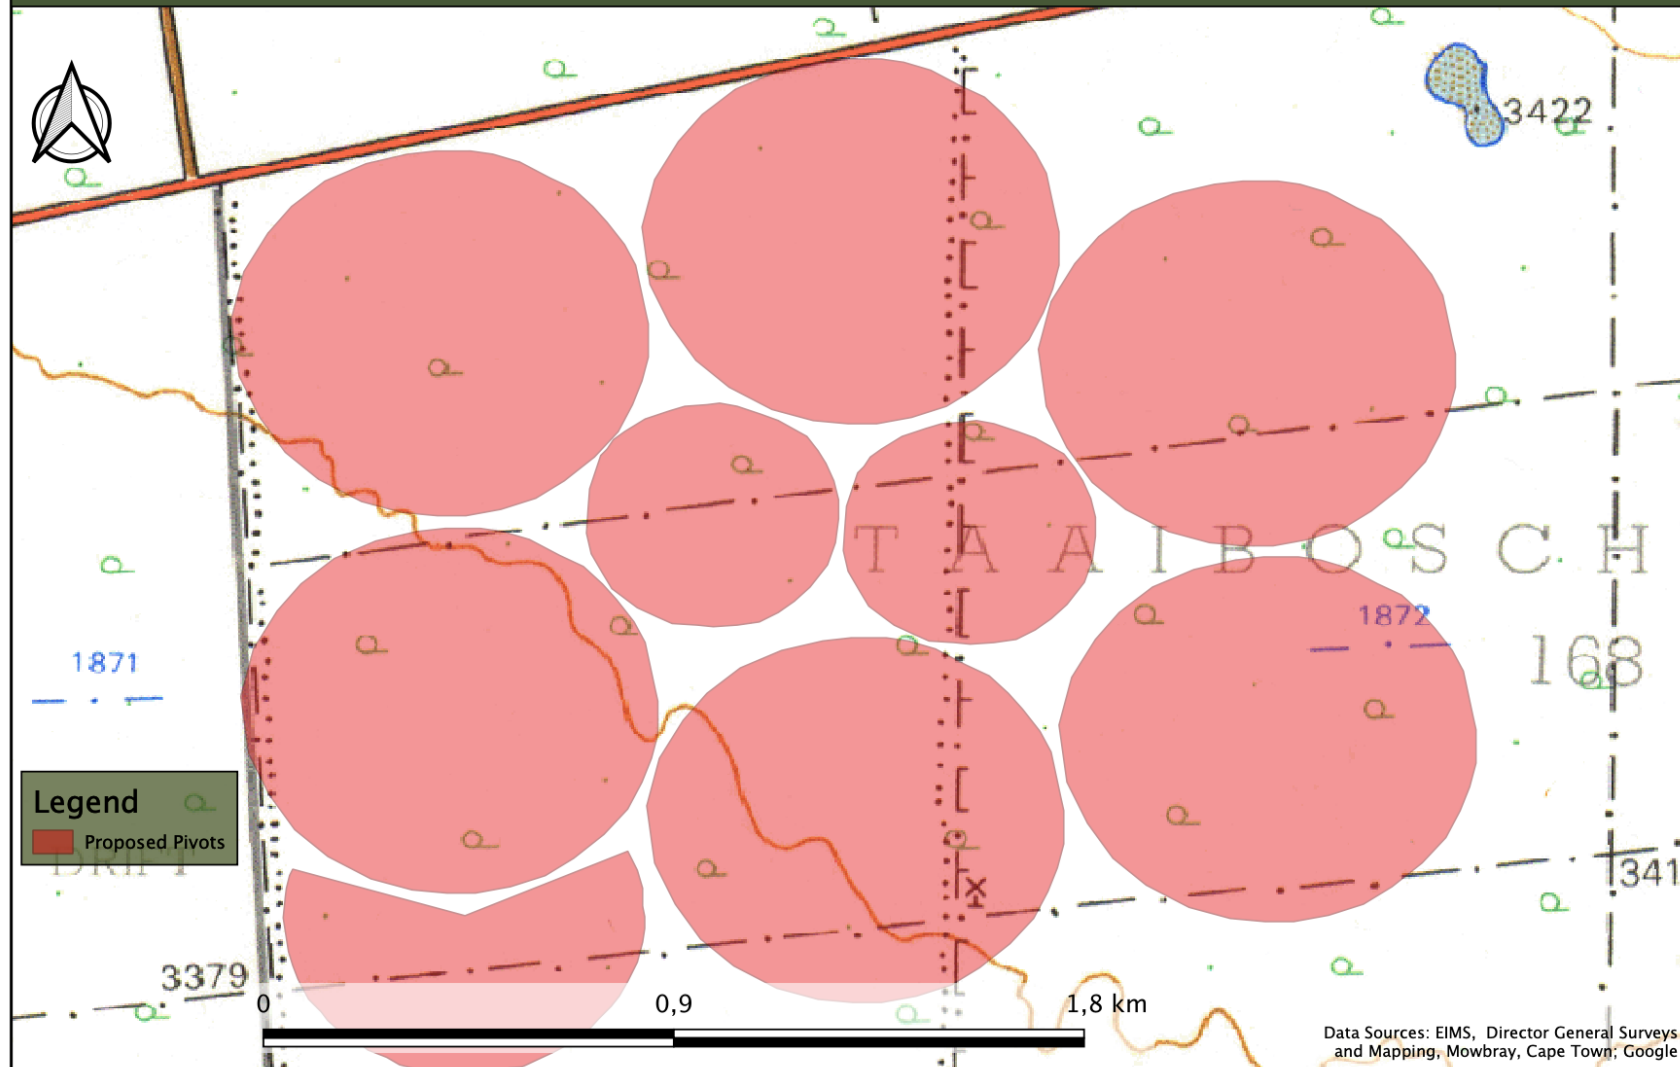 3422
TAAIBOSCH
1872
168
1871
Legend
Proposed Pivots
DRIFT
341
3379
0 0,9 1,8 km
Data Sources: EIMS, Director General Surveys
and Mapping, Mowbray, Cape Town; Google